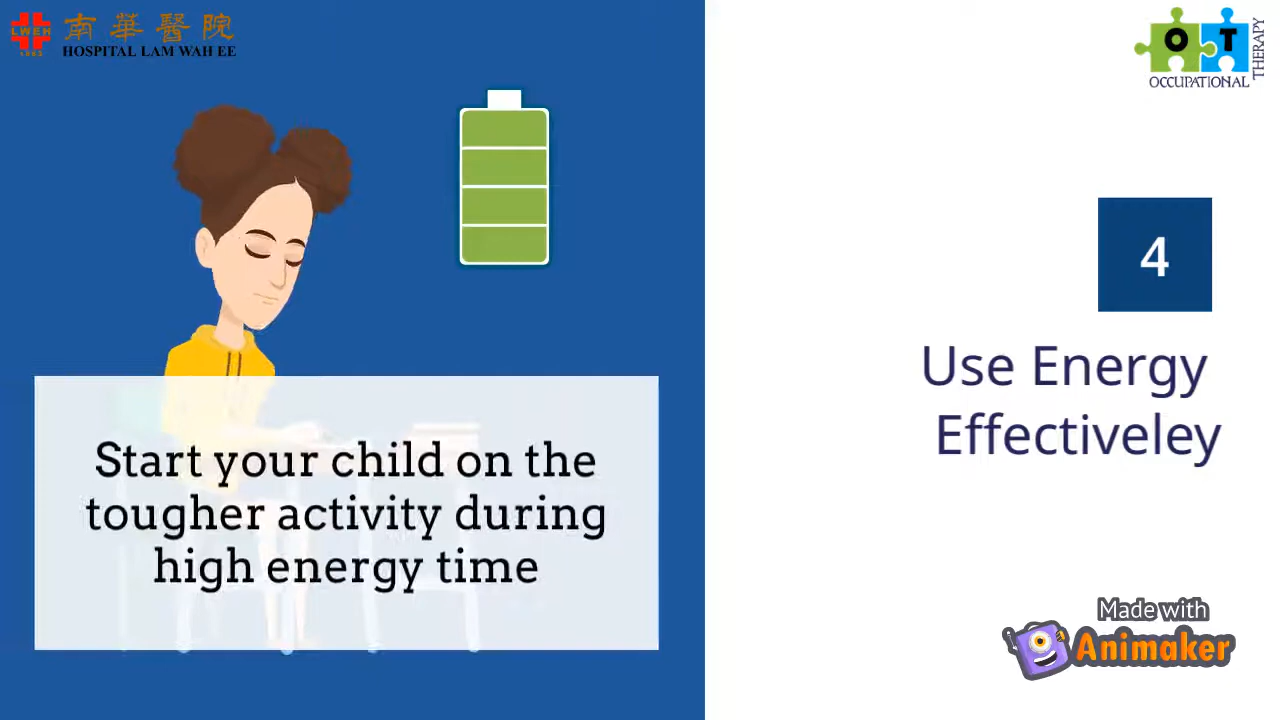 LWEH
1883
南華醫院
HOSPITAL LAM WAH EE
O T
OCCUPATIONAL
THERAPY
4
Use Energy
Effectiveley
Start your child on the
tougher activity during
high energy time
Made with
Animaker